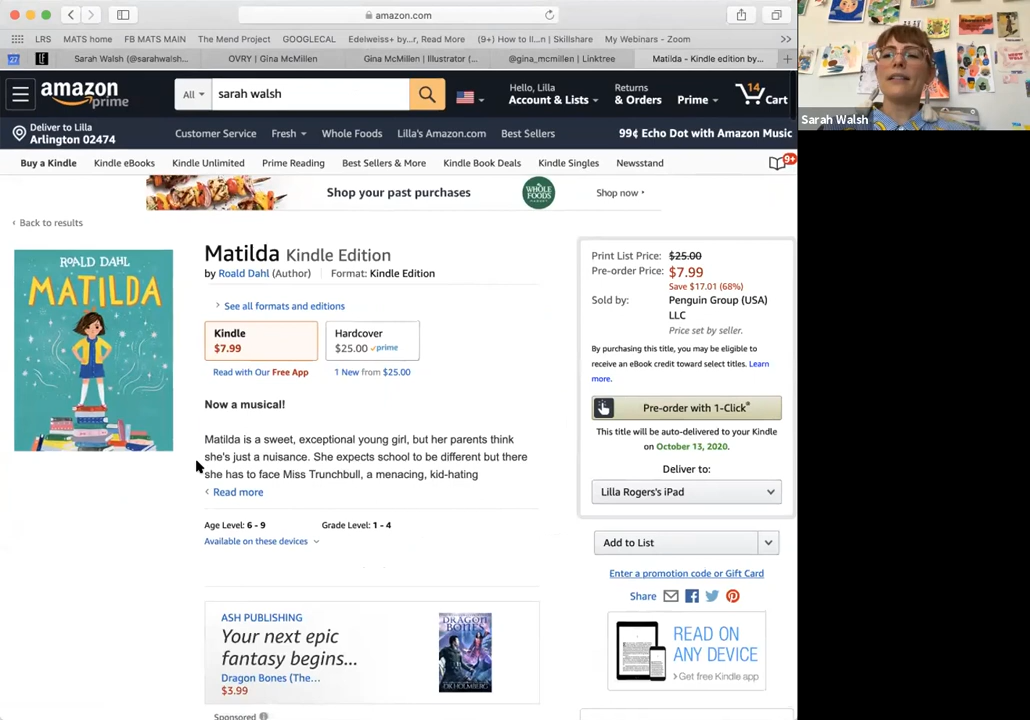 amazon.com
LRS MATS home FB MATS MAIN The Mend Project GOOGLECAL Edelweiss+ by...r, Read More (9+) How to Il...n | Skillshare My Webinars - Zoom >>
27 Sarah Walsh (@sarahwalsh... OVRY | Gina McMillen Gina McMillen | Illustrator (... @gina_mcmillen | Linktree Matilda - Kindle edition by... +
amazon prime
All sarah walsh
Hello, Lilla
Account & Lists
Returns
& Orders
Prime
14
Cart
Deliver to Lilla
Arlington 02474
Customer Service Fresh Whole Foods Lilla's Amazon.com Best Sellers 99¢ Echo Dot with Amazon Music
Buy a Kindle Kindle eBooks Kindle Unlimited Prime Reading Best Sellers & More Kindle Book Deals Kindle Singles Newsstand 9+
Shop your past purchases WHOLE FOODS MARKET Shop now
‹ Back to results
ROALD DAHL
MATILDA
Matilda Kindle Edition
by Roald Dahl (Author) Format: Kindle Edition
› See all formats and editions
Kindle
$7.99
Hardcover
$25.00 prime
Read with Our Free App
1 New from $25.00
Now a musical!
Matilda is a sweet, exceptional young girl, but her parents think
she's just a nuisance. She expects school to be different but there
she has to face Miss Trunchbull, a menacing, kid-hating
‹ Read more
Age Level: 6 - 9 Grade Level: 1 - 4
Available on these devices
ASH PUBLISHING
Your next epic
fantasy begins...
Dragon Bones (The...
$3.99
DRAGON
BONES
D.K. HOLMBERG
Sponsored
Print List Price: $25.00
Pre-order Price: $7.99
Save $17.01 (68%)
Sold by: Penguin Group (USA)
LLC
Price set by seller.
By purchasing this title, you may be eligible to
receive an eBook credit toward select titles. Learn
more.
Pre-order with 1-Click®
This title will be auto-delivered to your Kindle
on October 13, 2020.
Deliver to:
Lilla Rogers's iPad
Add to List
Enter a promotion code or Gift Card
Share
READ ON
ANY DEVICE
› Get free Kindle app
Sarah Walsh